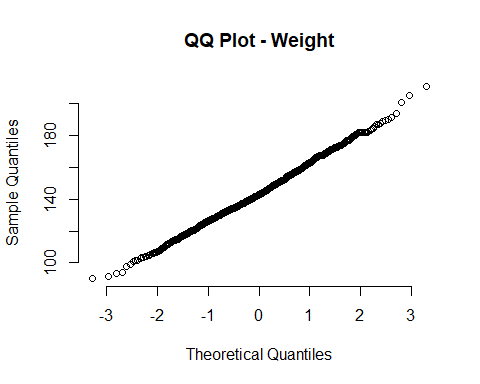 QQ Plot - Weight
Sample Quantiles
180
140
100
-3 -2 -1 0 1 2 3
Theoretical Quantiles